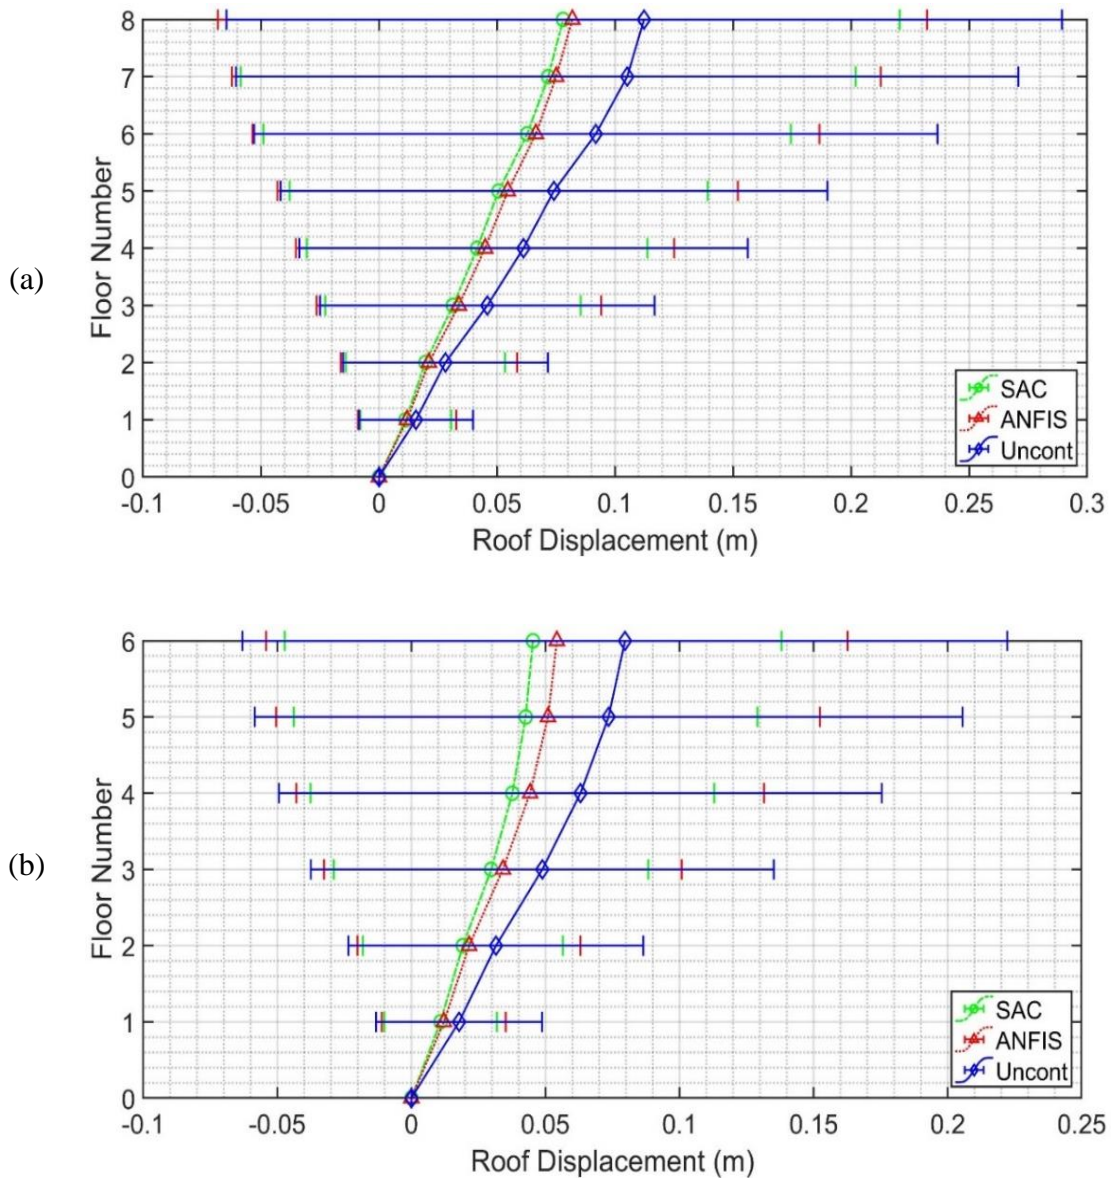 (a)
Floor Number
8
7
6
5
4
3
2
1
0
-0.1
-0.05
0
0.05
0.1
0.15
0.2
0.25
0.3
Roof Displacement (m)
SAC
ANFIS
Uncont
(b)
Floor Number
6
5
4
3
2
1
0
-0.1
-0.05
0
0.05
0.1
0.15
0.2
0.25
Roof Displacement (m)
SAC
ANFIS
Uncont